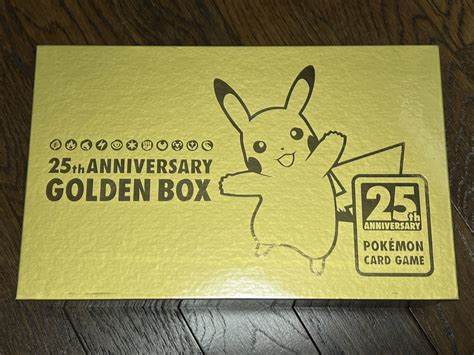 25th ANNIVERSARY
GOLDEN BOX
25th
ANNIVERSARY
POKÉMON
CARD GAME